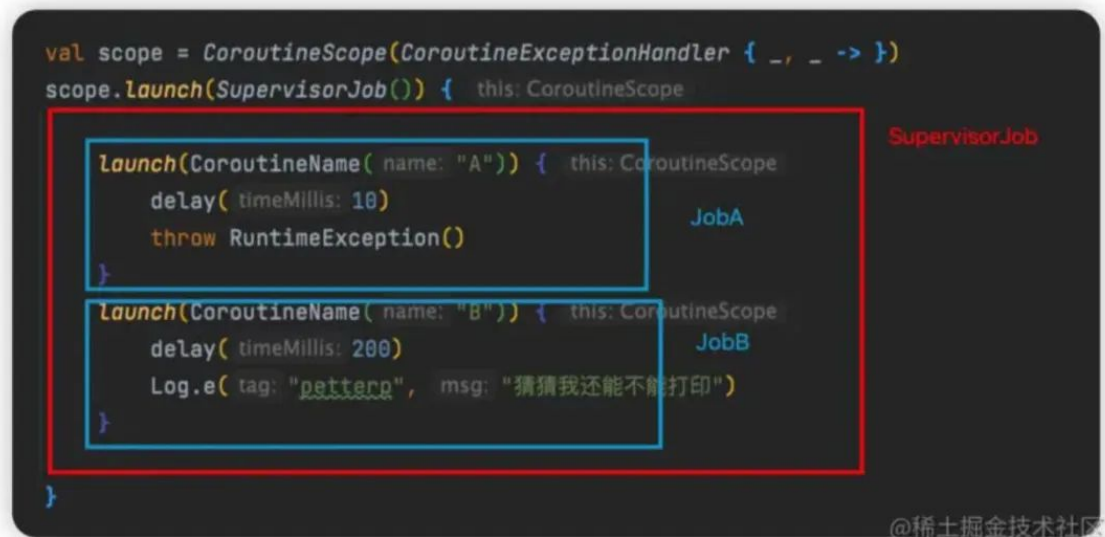 val scope = CoroutineScope(CoroutineExceptionHandler { _, _ -> })
scope.launch(SupervisorJob()) { this: CoroutineScope
SupervisorJob
launch(CoroutineName( name: "A")) { this: CoroutineScope
delay( timeMillis: 10)
JobA
throw RuntimeException()
}
launch(CoroutineName( name: "B")) { this: CoroutineScope
delay( timeMillis: 200)
JobB
Log.e( tag: "petterp", msg: "猜猜我还能不能打印")
}
}
@稀土掘金技术社区